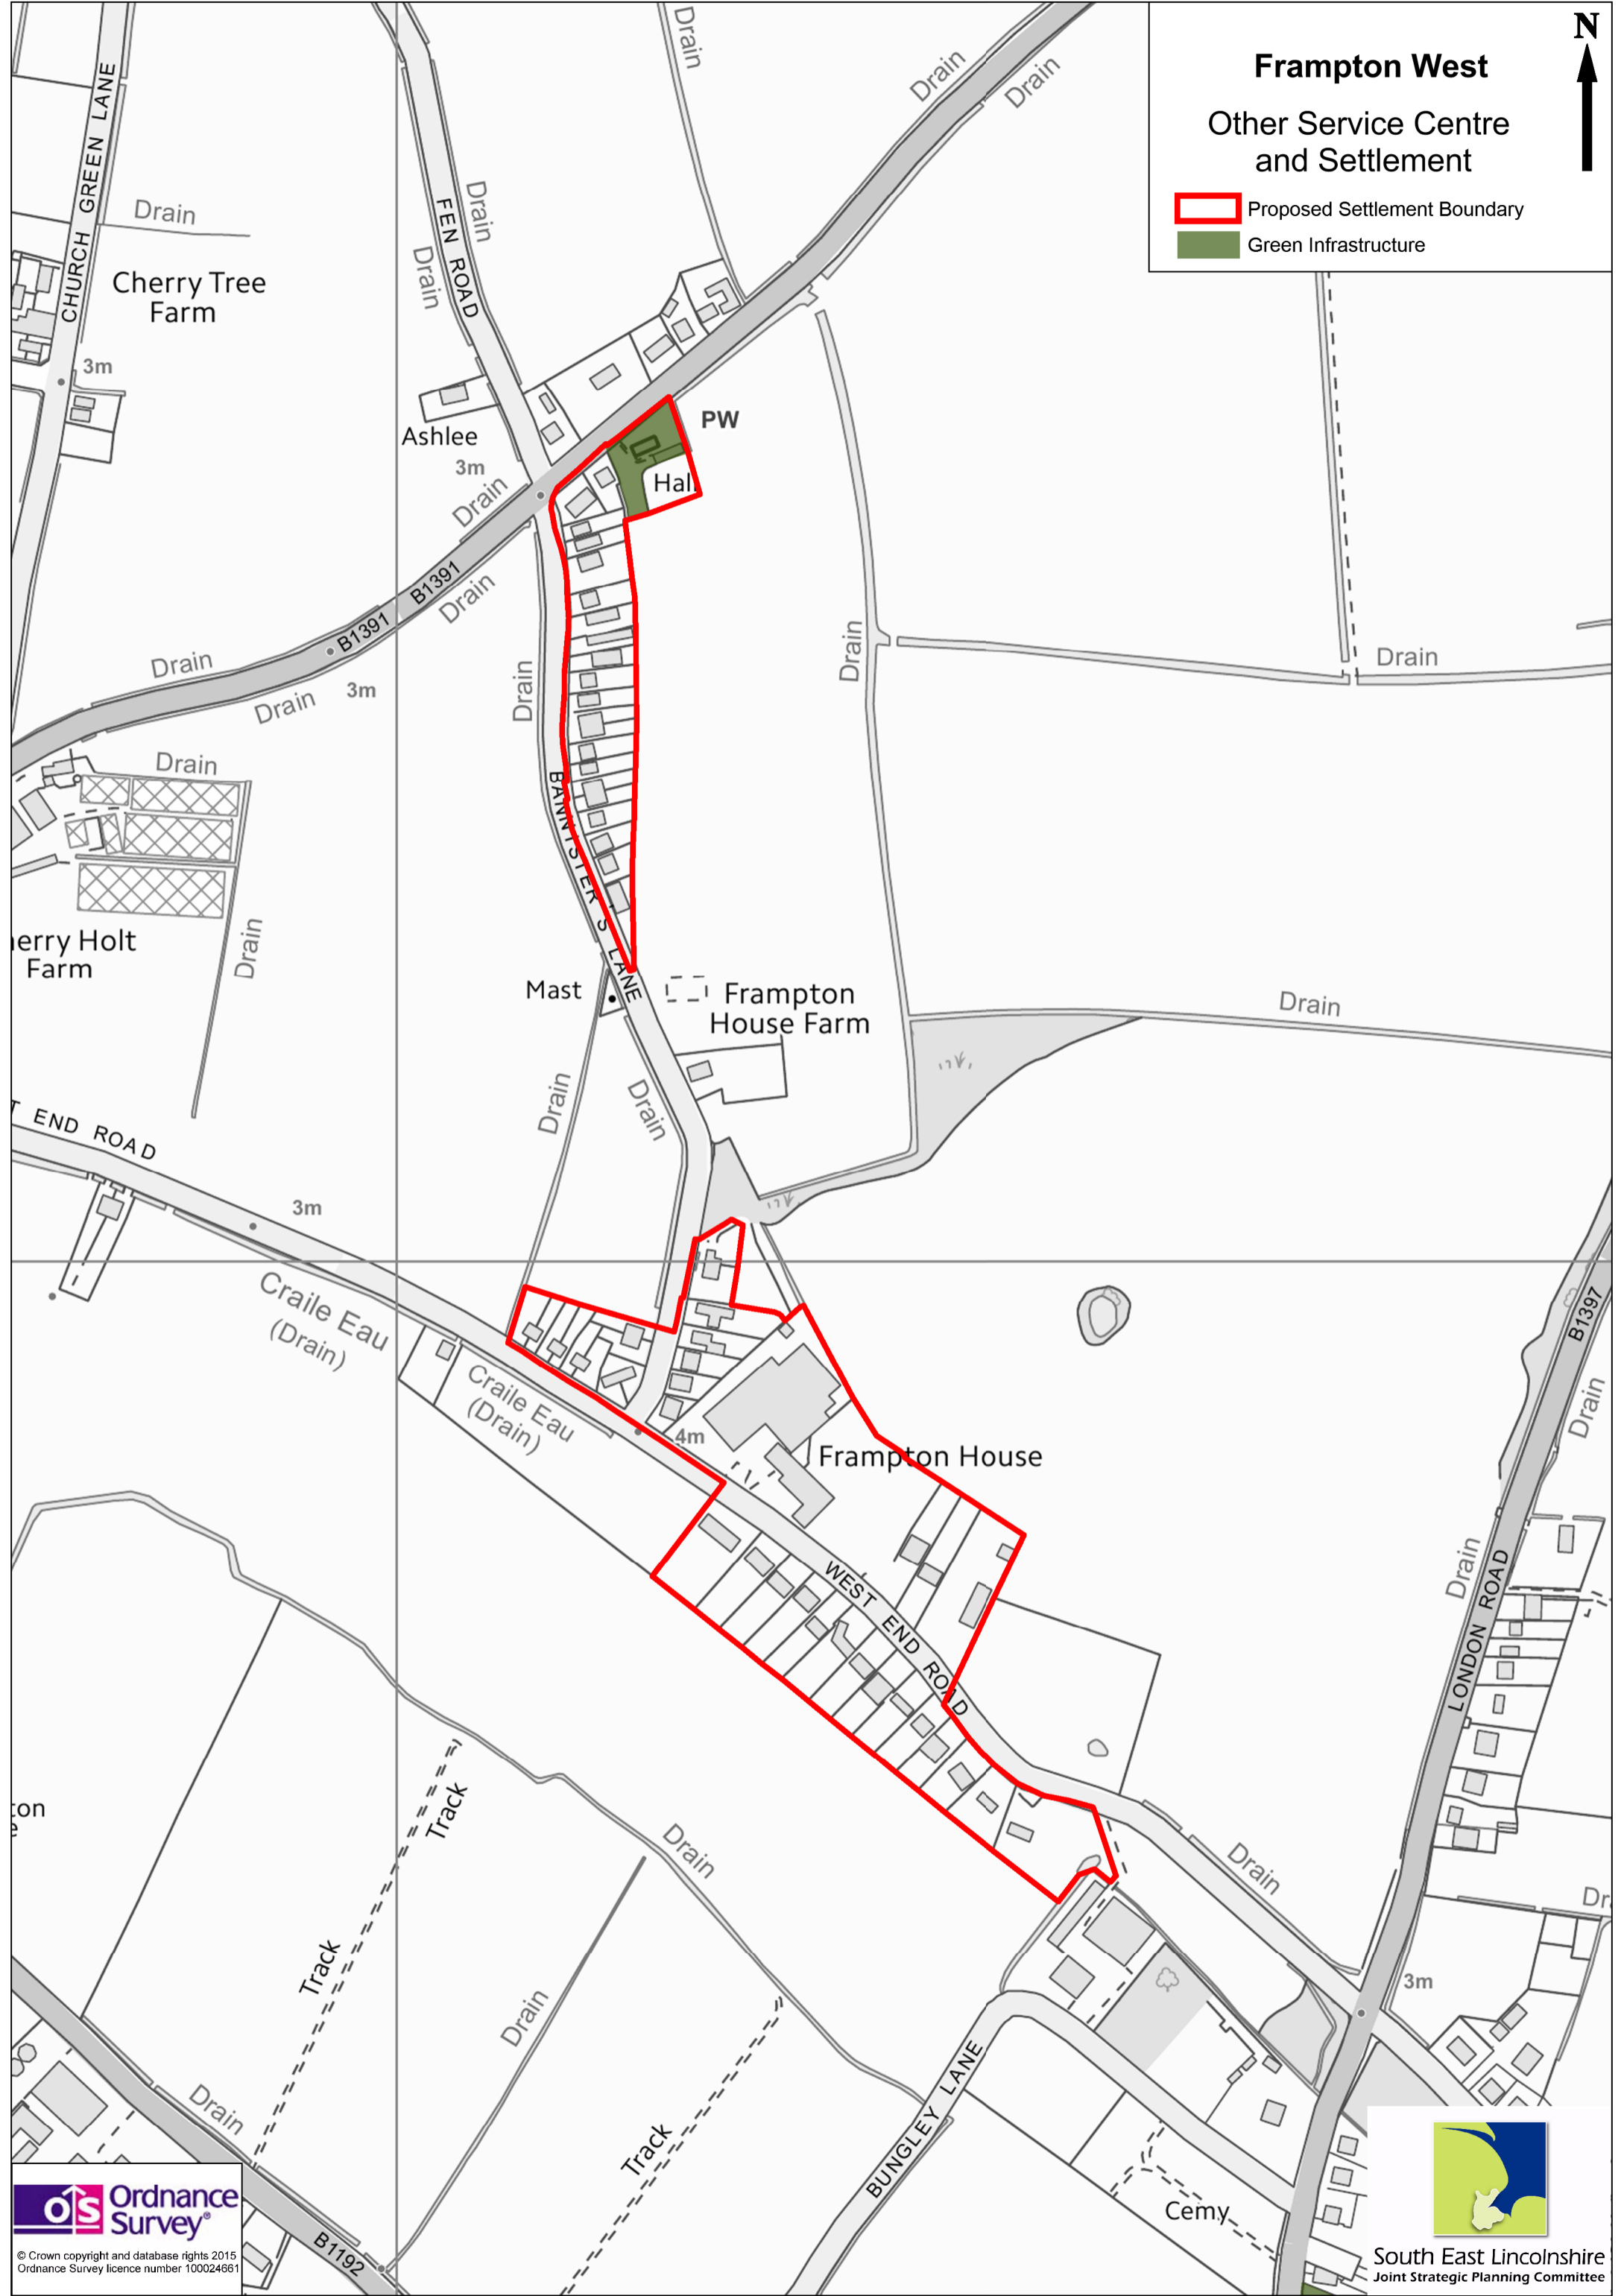 N
Frampton West
Other Service Centre
and Settlement
Proposed Settlement Boundary
Green Infrastructure
Drain
Drain
Drain
CHURCH GREEN LANE
Drain
Drain
FEN ROAD
Drain
Cherry Tree
Farm
3m
Ashlee
3m
PW
Hall
Drain
B1391
B1391
Drain
Drain
Drain
3m
Drain
Drain
Drain
Drain
BANNISTER'S LANE
erry Holt
Farm
Drain
Mast
Frampton
House Farm
Drain
Drain
Drain
T END ROAD
3m
Craile Eau
(Drain)
Craile Eau
(Drain)
4m
Frampton House
B1397
Drain
Drain
WEST END ROAD
LONDON ROAD
Track
Drain
Drain
ton
e
Track
Drain
3m
Dr
Drain
Track
BUNGLEY LANE
Cemy
B1192
OS Ordnance
Survey®
© Crown copyright and database rights 2015
Ordnance Survey licence number 100024661
South East Lincolnshire
Joint Strategic Planning Committee